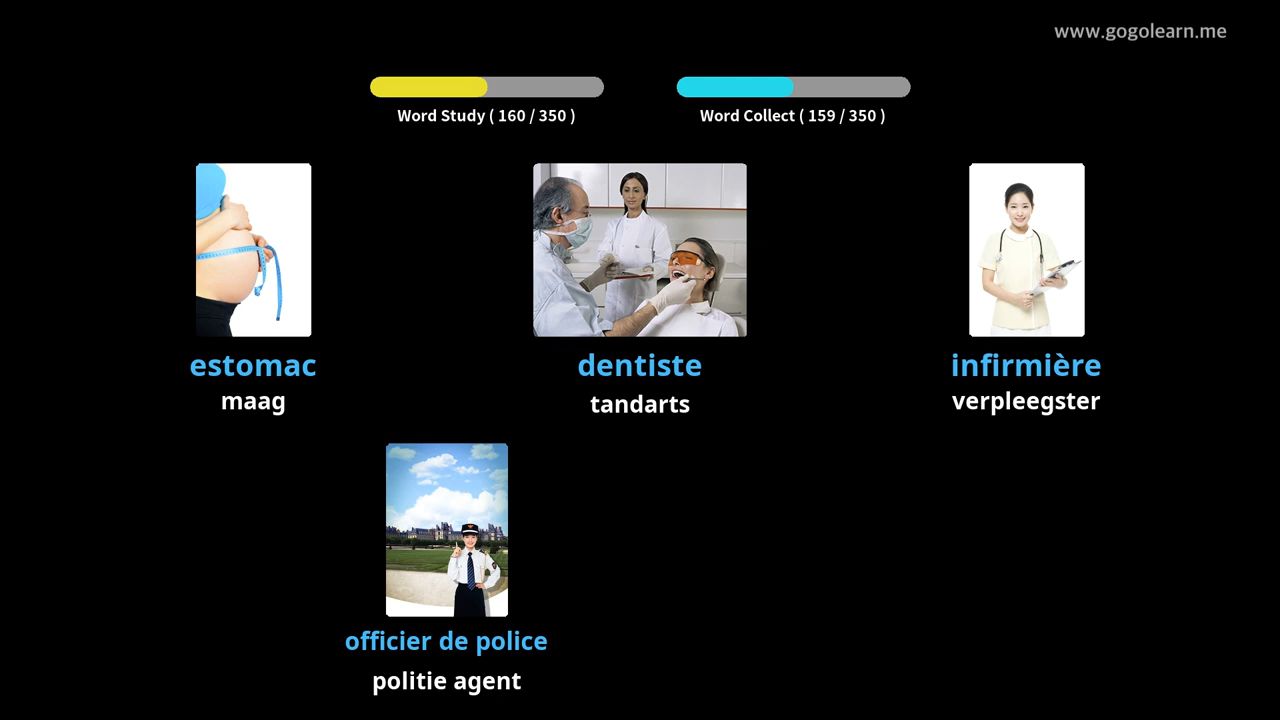 www.gogolearn.me
Word Study ( 160 / 350 )
Word Collect ( 159 / 350 )
estomac
maag
dentiste
tandarts
infirmière
verpleegster
officier de police
politie agent